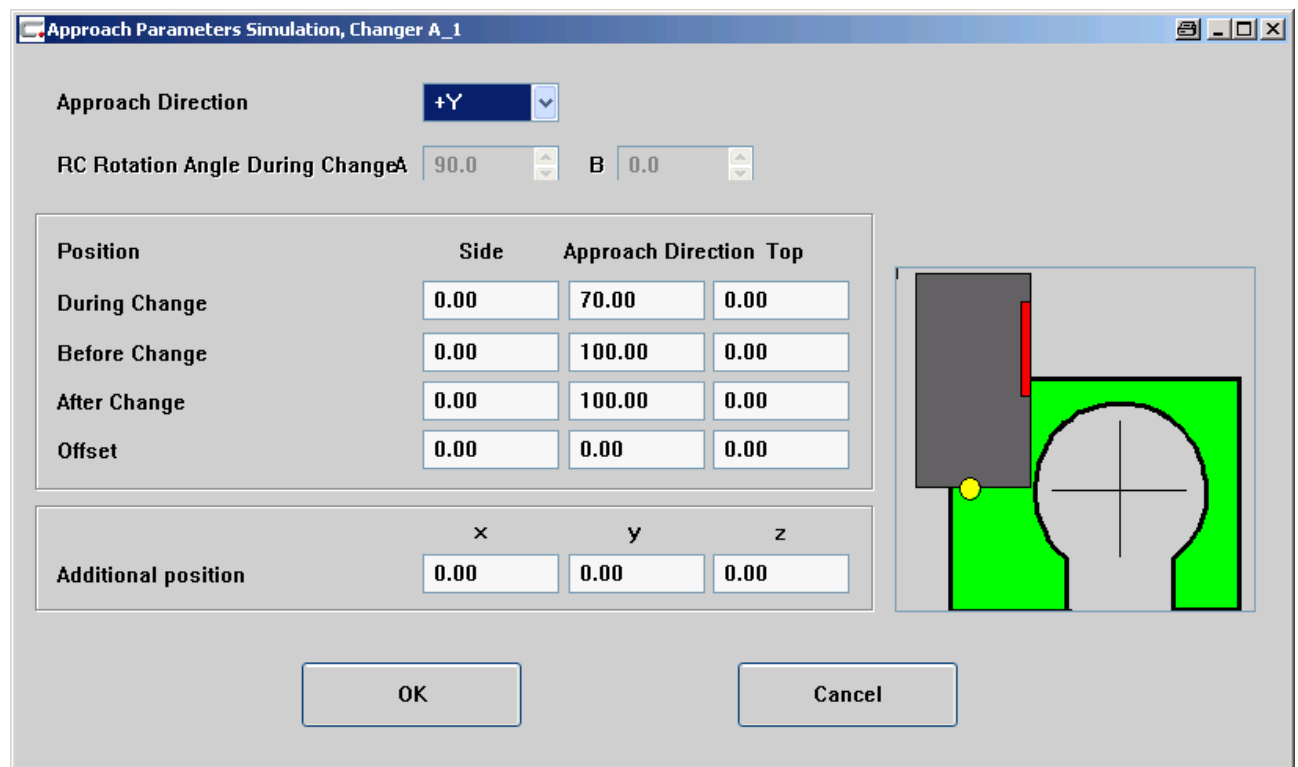 Approach Parameters Simulation, Changer A_1
Approach Direction +Y
RC Rotation Angle During Change A 90.0 B 0.0
Position Side Approach Direction Top
During Change 0.00 70.00 0.00
Before Change 0.00 100.00 0.00
After Change 0.00 100.00 0.00
Offset 0.00 0.00 0.00
x y z
Additional position 0.00 0.00 0.00
OK Cancel